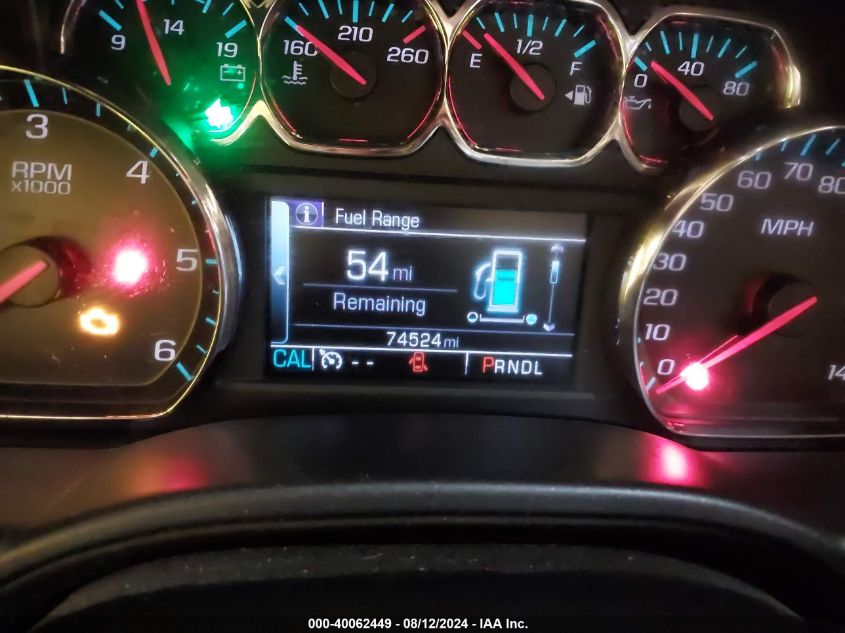 9 14 19
160 210 260
E 1/2 F
0 40 80
3
RPM
x1000
4
5
6
Fuel Range
54 mi
Remaining
74524 mi
CAL -- PRNDL
MPH
0 10 20 30 40 50 60 70 80
14
000-40062449 - 08/12/2024 - IAA Inc.